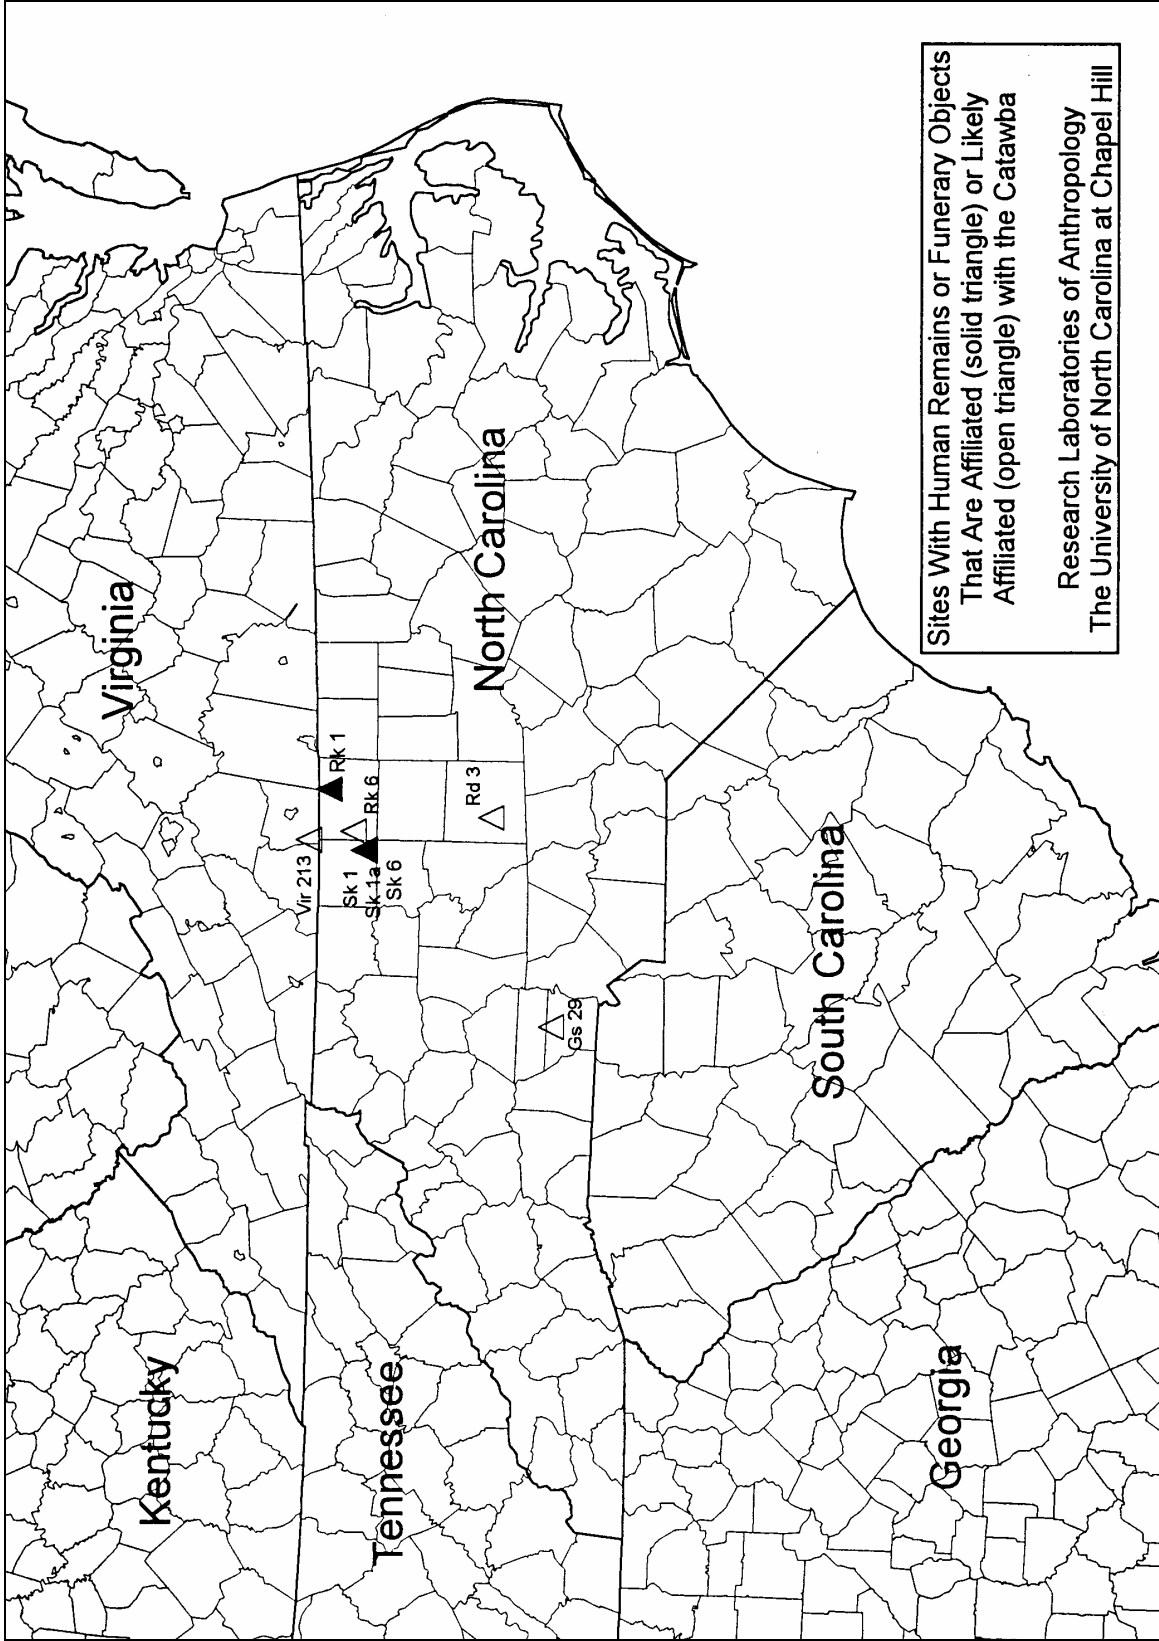 Kentucky
Virginia
Tennessee
North Carolina
South Carolina
Georgia
Vir 213
Rk 1
Rk 6
Sk 1
Sk 1a
Sk 6
Rd 3
Gs 29
Sites With Human Remains or Funerary Objects
That Are Affiliated (solid triangle) or Likely
Affiliated (open triangle) with the Catawba
Research Laboratories of Anthropology
The University of North Carolina at Chapel Hill